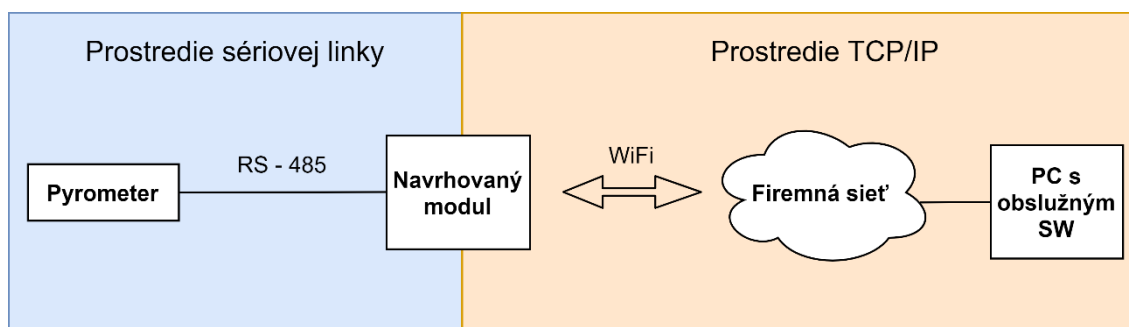 Prostredie sériovej linky
Prostredie TCP/IP
Pyrometer
RS - 485
Navrhovaný
modul
WiFi
Firemná sieť
PC s
obslužným
SW